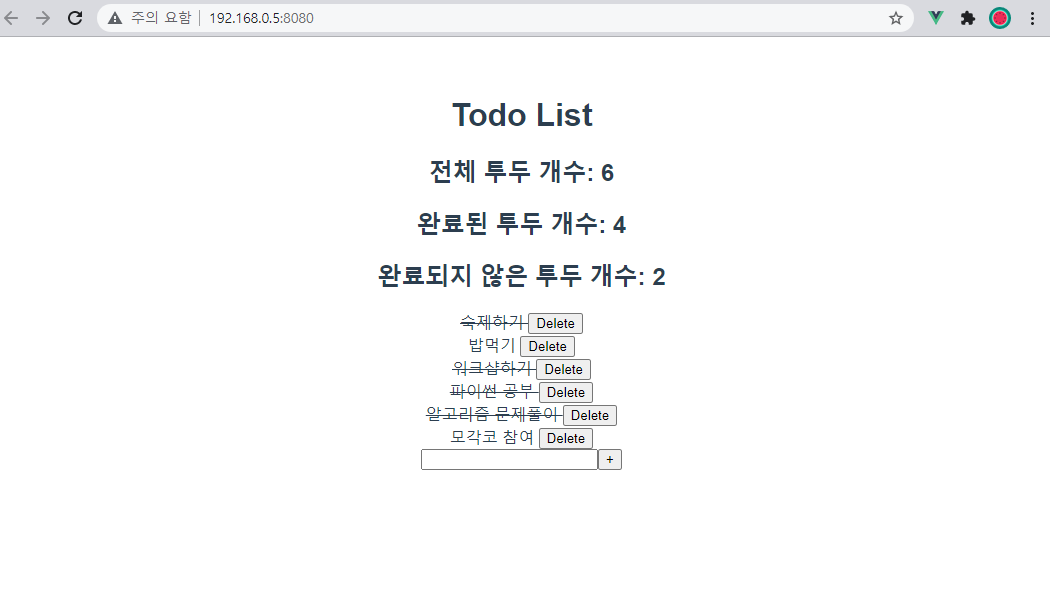 주의 요함 192.168.0.5:8080
Todo List
전체 투두 개수: 6
완료된 투두 개수: 4
완료되지 않은 투두 개수: 2
숙제하기 Delete
밥먹기 Delete
워크샵하기 Delete
파이썬 공부 Delete
알고리즘 문제풀이 Delete
모각코 참여 Delete
+